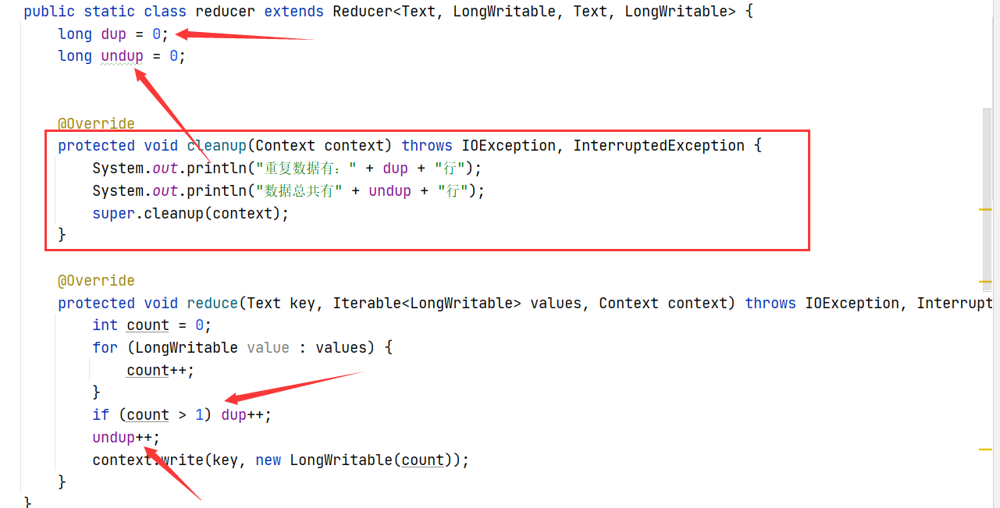 public static class reducer extends Reducer<Text, LongWritable, Text, LongWritable> {
long dup = 0;
long undup = 0;
@Override
protected void cleanup(Context context) throws IOException, InterruptedException {
System.out.println("重复数据有：" + dup + "行");
System.out.println("数据总共有" + undup + "行");
super.cleanup(context);
}
@Override
protected void reduce(Text key, Iterable<LongWritable> values, Context context) throws IOException, Interrupt
int count = 0;
for (LongWritable value : values) {
count++;
}
if (count > 1) dup++;
undup++;
context.write(key, new LongWritable(count));
}
}